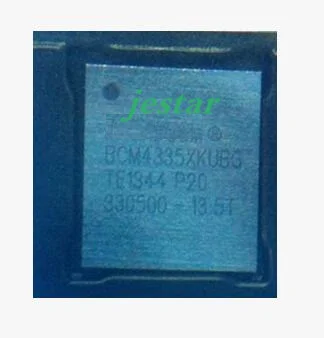 jestar
®
BCM4335XKUBG
TE1344 P20
330500 - 13.5T